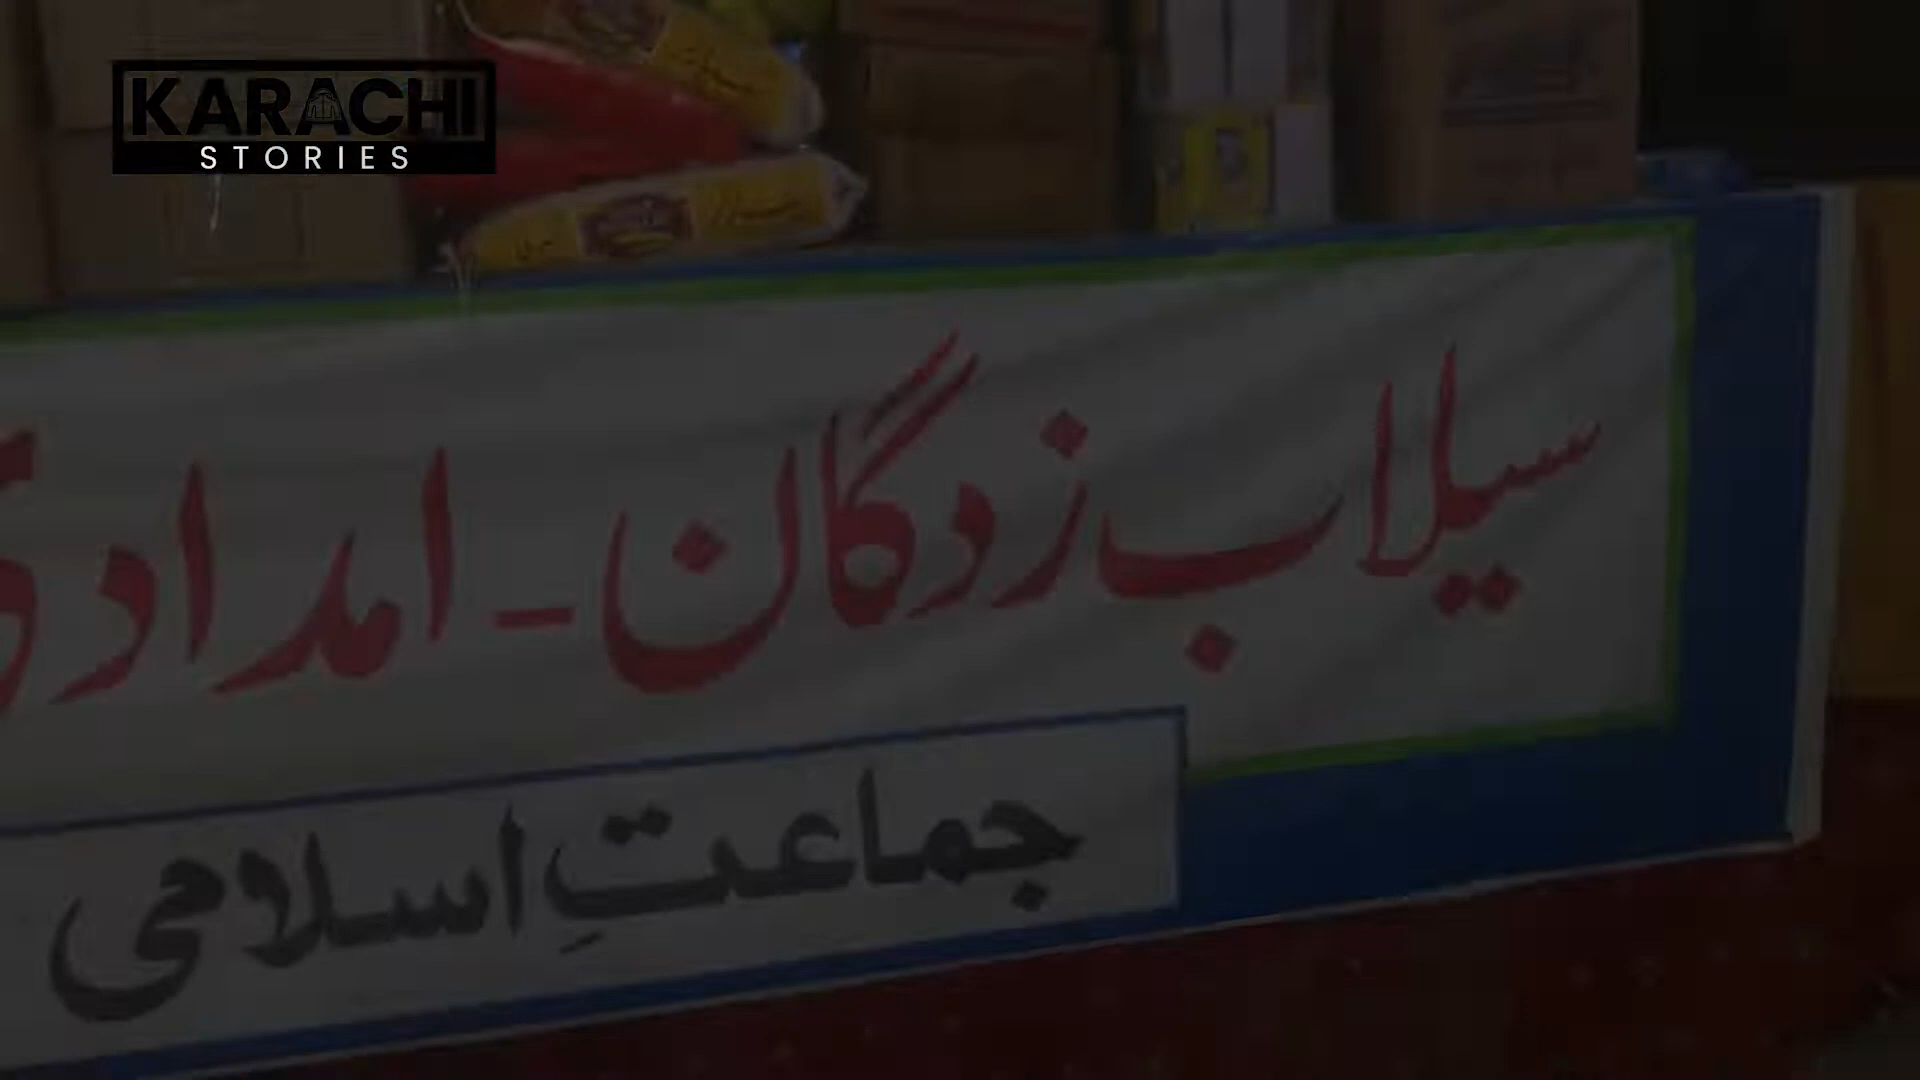 KARACHI
STORIES
سیلاب زدگان - امداد
جماعتِ اسلامی